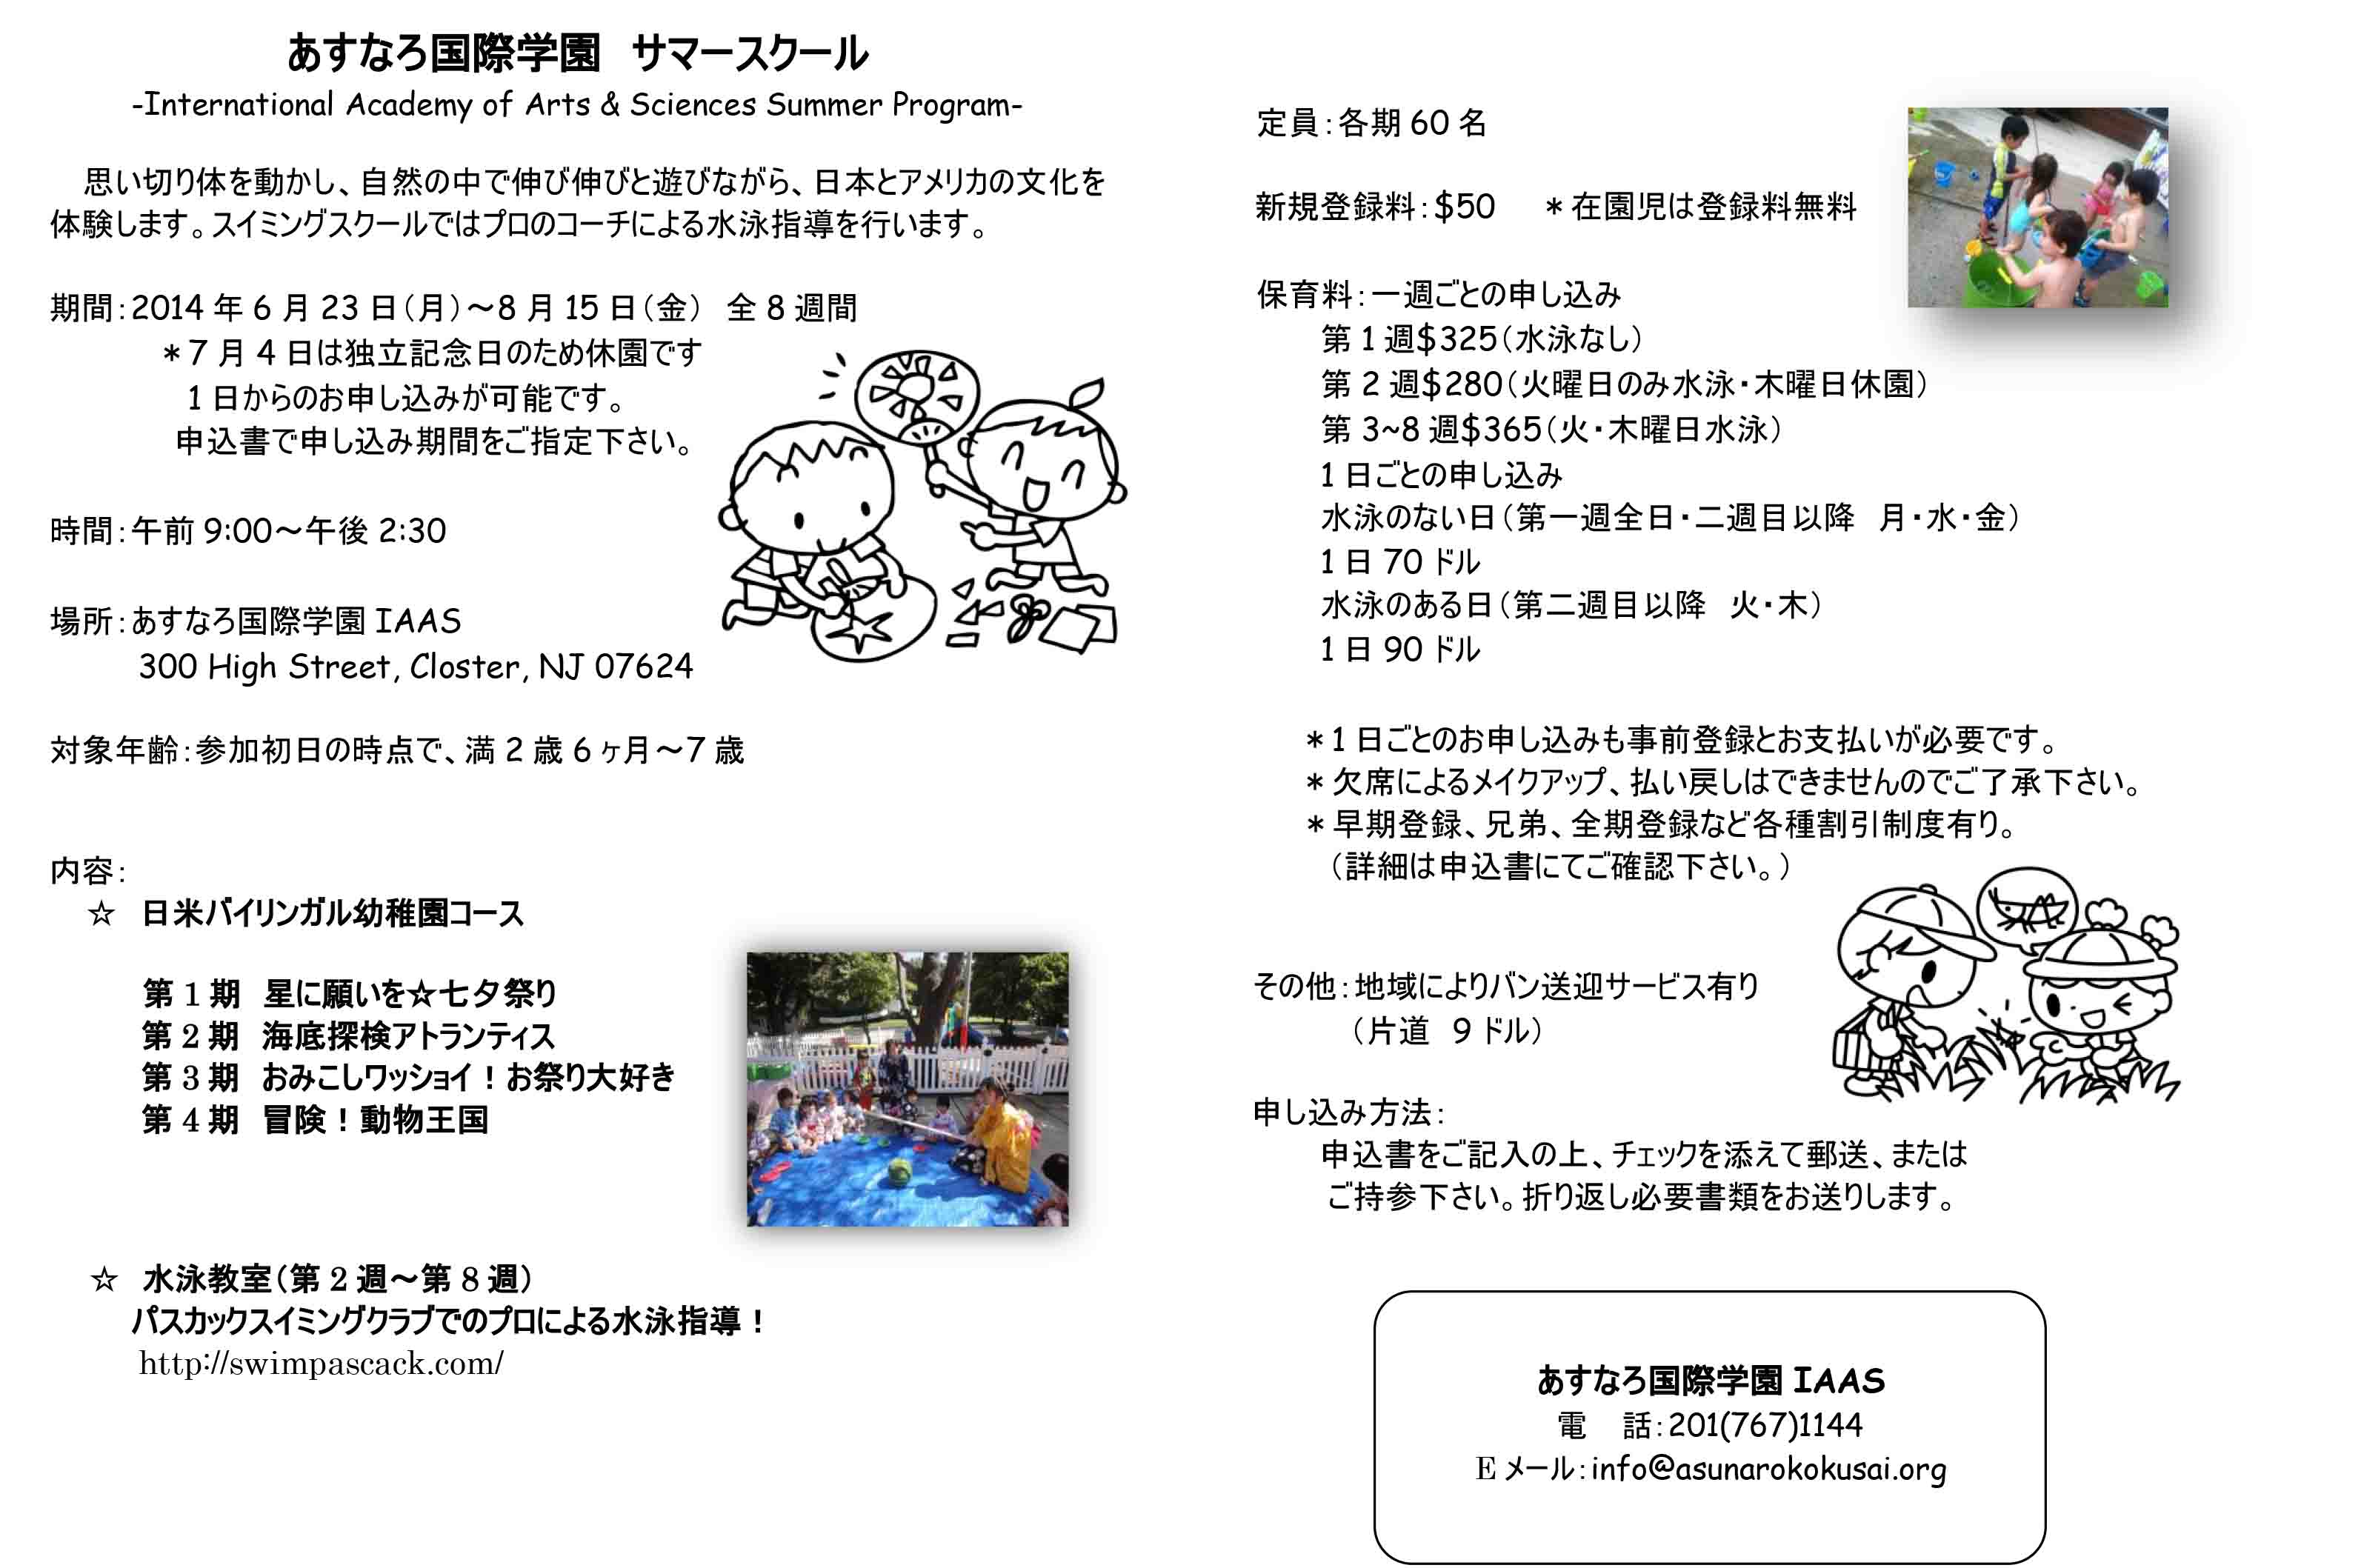 あすなろ国際学園　サマースクール
-International Academy of Arts & Sciences Summer Program-
思い切り体を動かし、自然の中で伸び伸びと遊びながら、日本とアメリカの文化を
体験します。スイミングスクールではプロのコーチによる水泳指導を行います。
期間：2014 年 6 月 23 日（月）～8 月 15 日（金）　全 8 週間
＊7 月 4 日は独立記念日のため休園です
1 日からのお申し込みが可能です。
申込書で申し込み期間をご指定下さい。
時間：午前 9:00～午後 2:30
場所：あすなろ国際学園 IAAS
300 High Street, Closter, NJ 07624
対象年齢：参加初日の時点で、満 2 歳 6 ヶ月～7 歳
内容：
☆　日米バイリンガル幼稚園コース
第 1 期　星に願いを☆七夕祭り
第 2 期　海底探検アトランティス
第 3 期　おみこしワッショイ！お祭り大好き
第 4 期　冒険！動物王国
☆　水泳教室（第 2 週～第 8 週）
パスカックスイミングクラブでのプロによる水泳指導！
http://swimpascack.com/
定員：各期 60 名
新規登録料：$50　＊在園児は登録料無料
保育料：一週ごとの申し込み
第 1 週$325（水泳なし）
第 2 週$280（火曜日のみ水泳・木曜日休園）
第 3~8 週$365（火・木曜日水泳）
1 日ごとの申し込み
水泳のない日（第一週全日・二週目以降　月・水・金）
1 日 70 ドル
水泳のある日（第二週目以降　火・木）
1 日 90 ドル
＊1 日ごとのお申し込みも事前登録とお支払いが必要です。
＊欠席によるメイクアップ、払い戻しはできませんのでご了承下さい。
＊早期登録、兄弟、全期登録など各種割引制度有り。
（詳細は申込書にてご確認下さい。）
その他：地域によりバン送迎サービス有り
（片道　9 ドル）
申し込み方法：
申込書をご記入の上、チェックを添えて郵送、または
ご持参下さい。折り返し必要書類をお送りします。
あすなろ国際学園 IAAS
電　話：201(767)1144
E メール：info@asunarokokusai.org